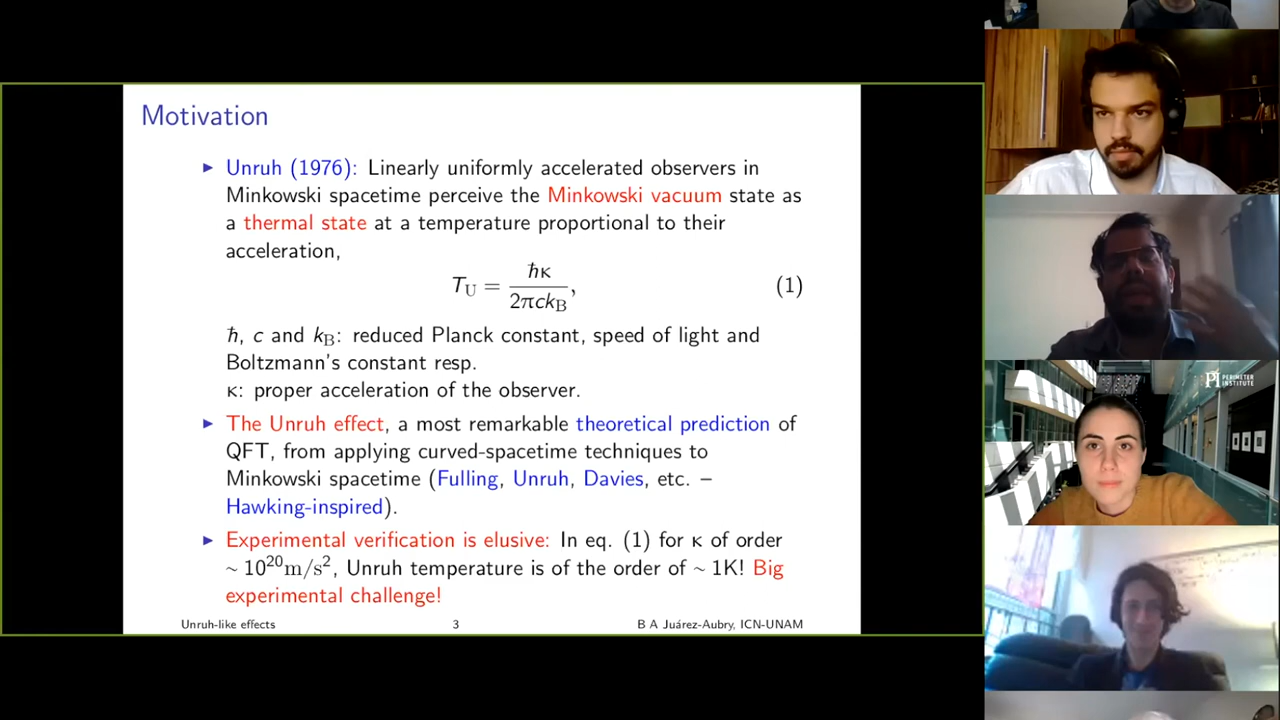 Motivation
▶ Unruh (1976): Linearly uniformly accelerated observers in
Minkowski spacetime perceive the Minkowski vacuum state as
a thermal state at a temperature proportional to their
acceleration,
T_U = ħκ / 2πck_B, (1)
ħ, c and k_B: reduced Planck constant, speed of light and
Boltzmann's constant resp.
κ: proper acceleration of the observer.
▶ The Unruh effect, a most remarkable theoretical prediction of
QFT, from applying curved-spacetime techniques to
Minkowski spacetime (Fulling, Unruh, Davies, etc. –
Hawking-inspired).
▶ Experimental verification is elusive: In eq. (1) for κ of order
~ 10^20 m/s^2, Unruh temperature is of the order of ~ 1K! Big
experimental challenge!
Unruh-like effects 3 B A Juárez-Aubry, ICN-UNAM
PI PERIMETER
INSTITUTE